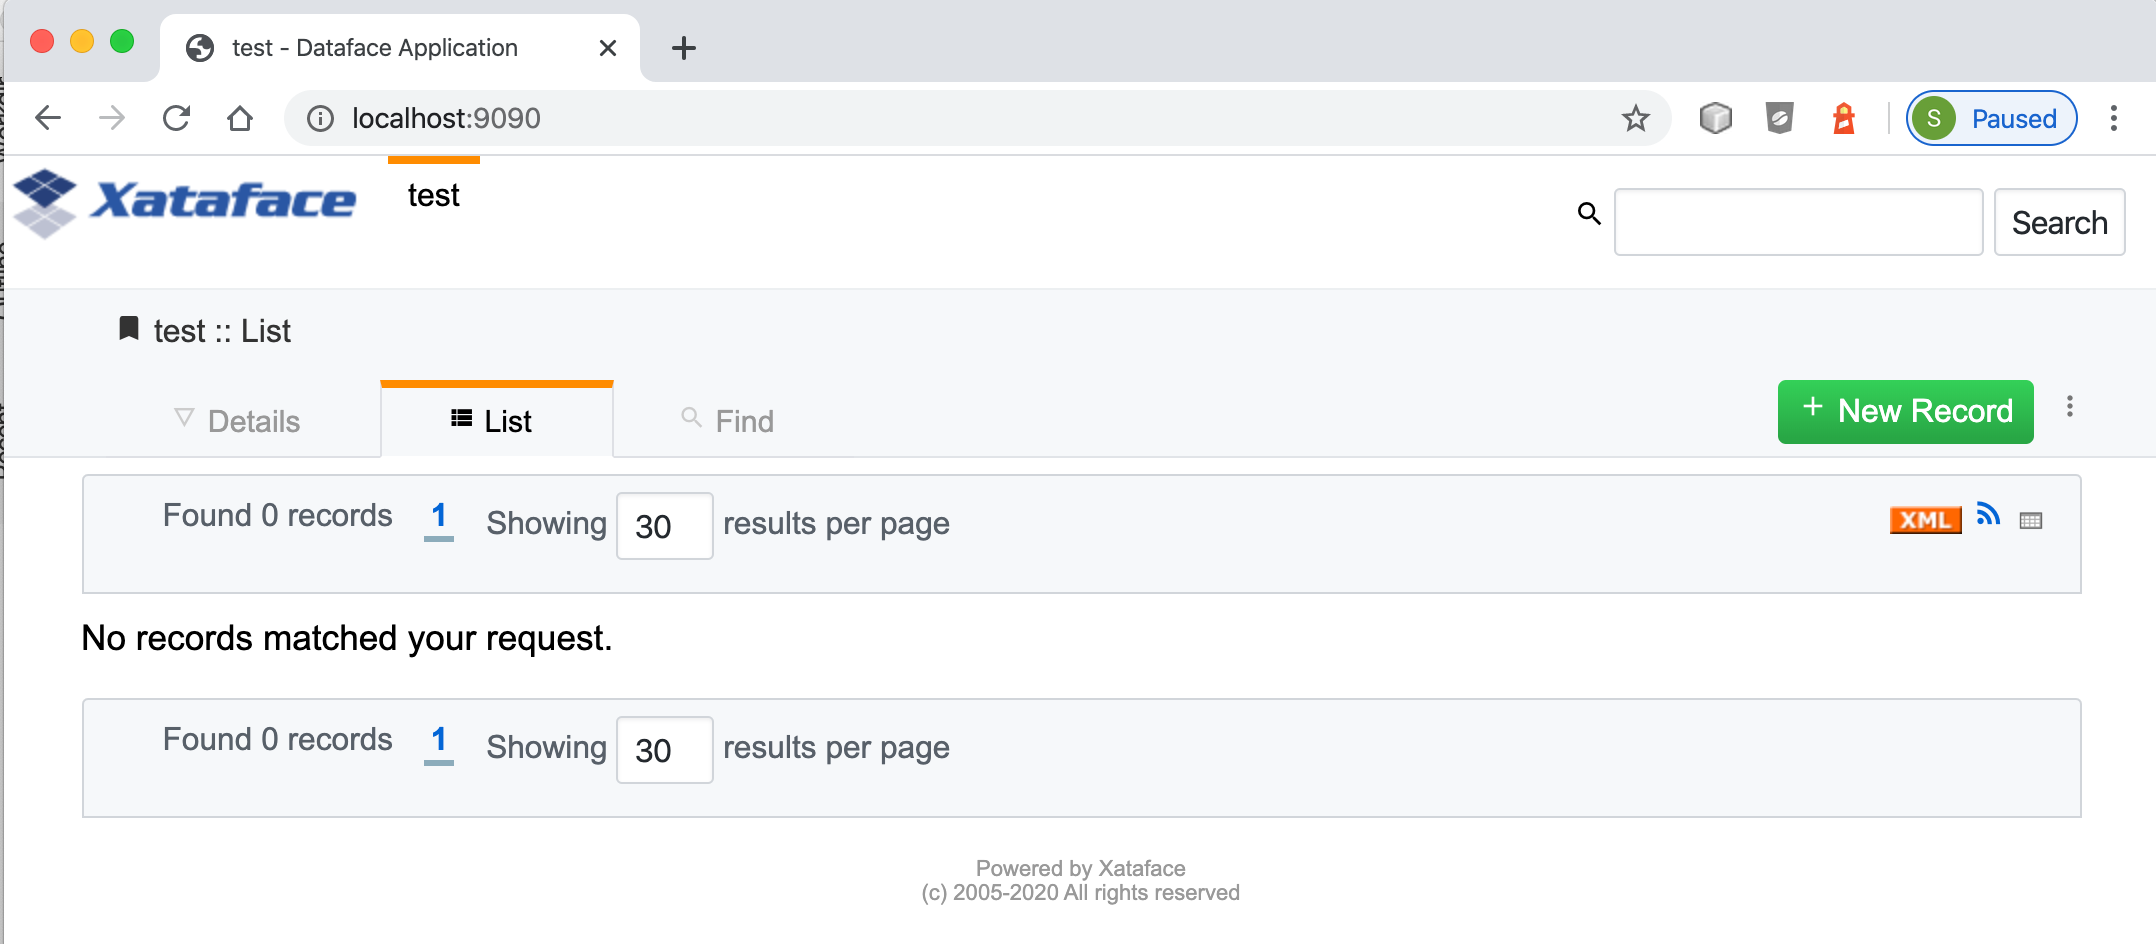 test - Dataface Application
localhost:9090
S Paused
Xataface
test
Search
test :: List
Details
List
Find
+ New Record
Found 0 records 1 Showing 30 results per page
XML
No records matched your request.
Found 0 records 1 Showing 30 results per page
Powered by Xataface
(c) 2005-2020 All rights reserved